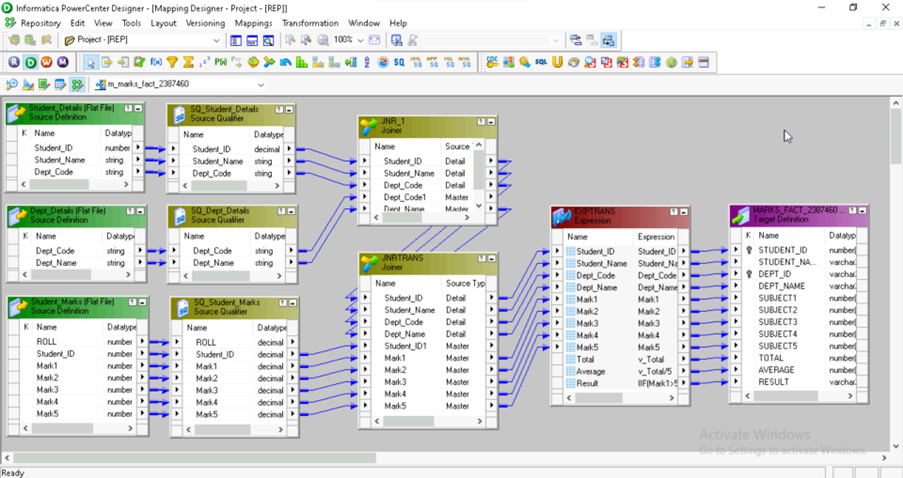 Informatica PowerCenter Designer - [Mapping Designer - Project - [REP]]
Repository Edit View Tools Layout Versioning Mappings Transformation Window Help
Project - [REP]
100%
m_marks_fact_2387460
Student_Details (Flat File)
Source Definition
K Name Datatyp
Student_ID number
Student_Name string
Dept_Code string
SQ_Student_Details
Source Qualifier
Name Datatyp
Student_ID decimal
Student_Name string
Dept_Code string
JNR_1
Joiner
Name Source
Student_ID Detail
Student_Name Detail
Dept_Code Detail
Dept_Code1 Master
Dept_Name Master
Dept_Details (Flat File)
Source Definition
K Name Datatyp
Dept_Code string
Dept_Name string
SQ_Dept_Details
Source Qualifier
Name Datatyp
Dept_Code string
Dept_Name string
Student_Marks (Flat File)
Source Definition
K Name Datatype
ROLL number
Student_ID number
Mark1 number
Mark2 number
Mark3 number
Mark4 number
Mark5 number
SQ_Student_Marks
Source Qualifier
Name Datatype
ROLL decimal
Student_ID decimal
Mark1 decimal
Mark2 decimal
Mark3 decimal
Mark4 decimal
Mark5 decimal
JNRTRANS
Joiner
Name Source Typ
Student_ID Detail
Student_Name Detail
Dept_Code Detail
Dept_Name Detail
Student_ID1 Master
Mark1 Master
Mark2 Master
Mark3 Master
Mark4 Master
Mark5 Master
EXPTRANS
Expression
Name Expression
Student_ID Student_ID
Student_Name Student_Na
Dept_Code Dept_Code
Dept_Name Dept_Name
Mark1 Mark1
Mark2 Mark2
Mark3 Mark3
Mark4 Mark4
Mark5 Mark5
Total v_Total
Average v_Total/5
Result IIF(Mark1>5
MARKS_FACT_2387460 ...
Target Definition
K Name Datatyp
STUDENT_ID number(
STUDENT_NA... varchar.
DEPT_ID varchar.
DEPT_NAME varchar.
SUBJECT1 number(
SUBJECT2 number(
SUBJECT3 number(
SUBJECT4 number(
SUBJECT5 number(
TOTAL number(
AVERAGE number(
RESULT varchar.
Activate Windows
Go to Settings to activate Windows.
Ready